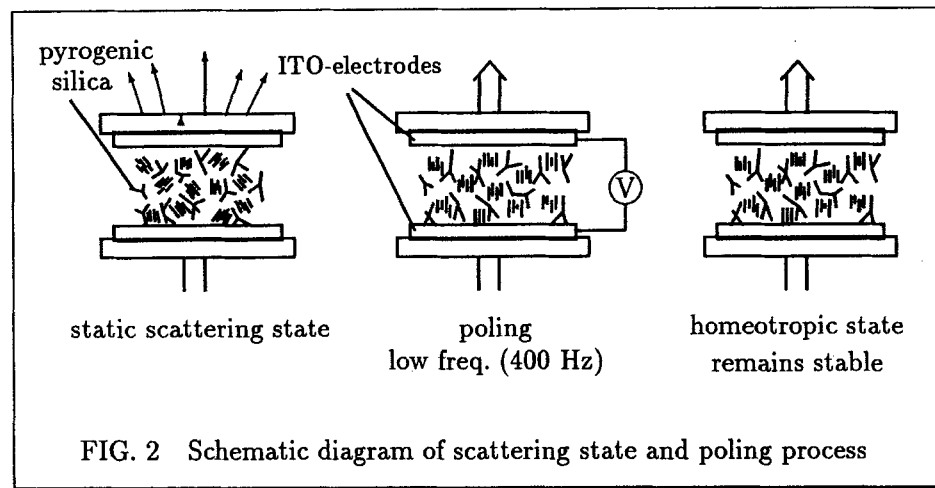 pyrogenic
silica
ITO-electrodes
V
static scattering state
poling
low freq. (400 Hz)
homeotropic state
remains stable
FIG. 2 Schematic diagram of scattering state and poling process